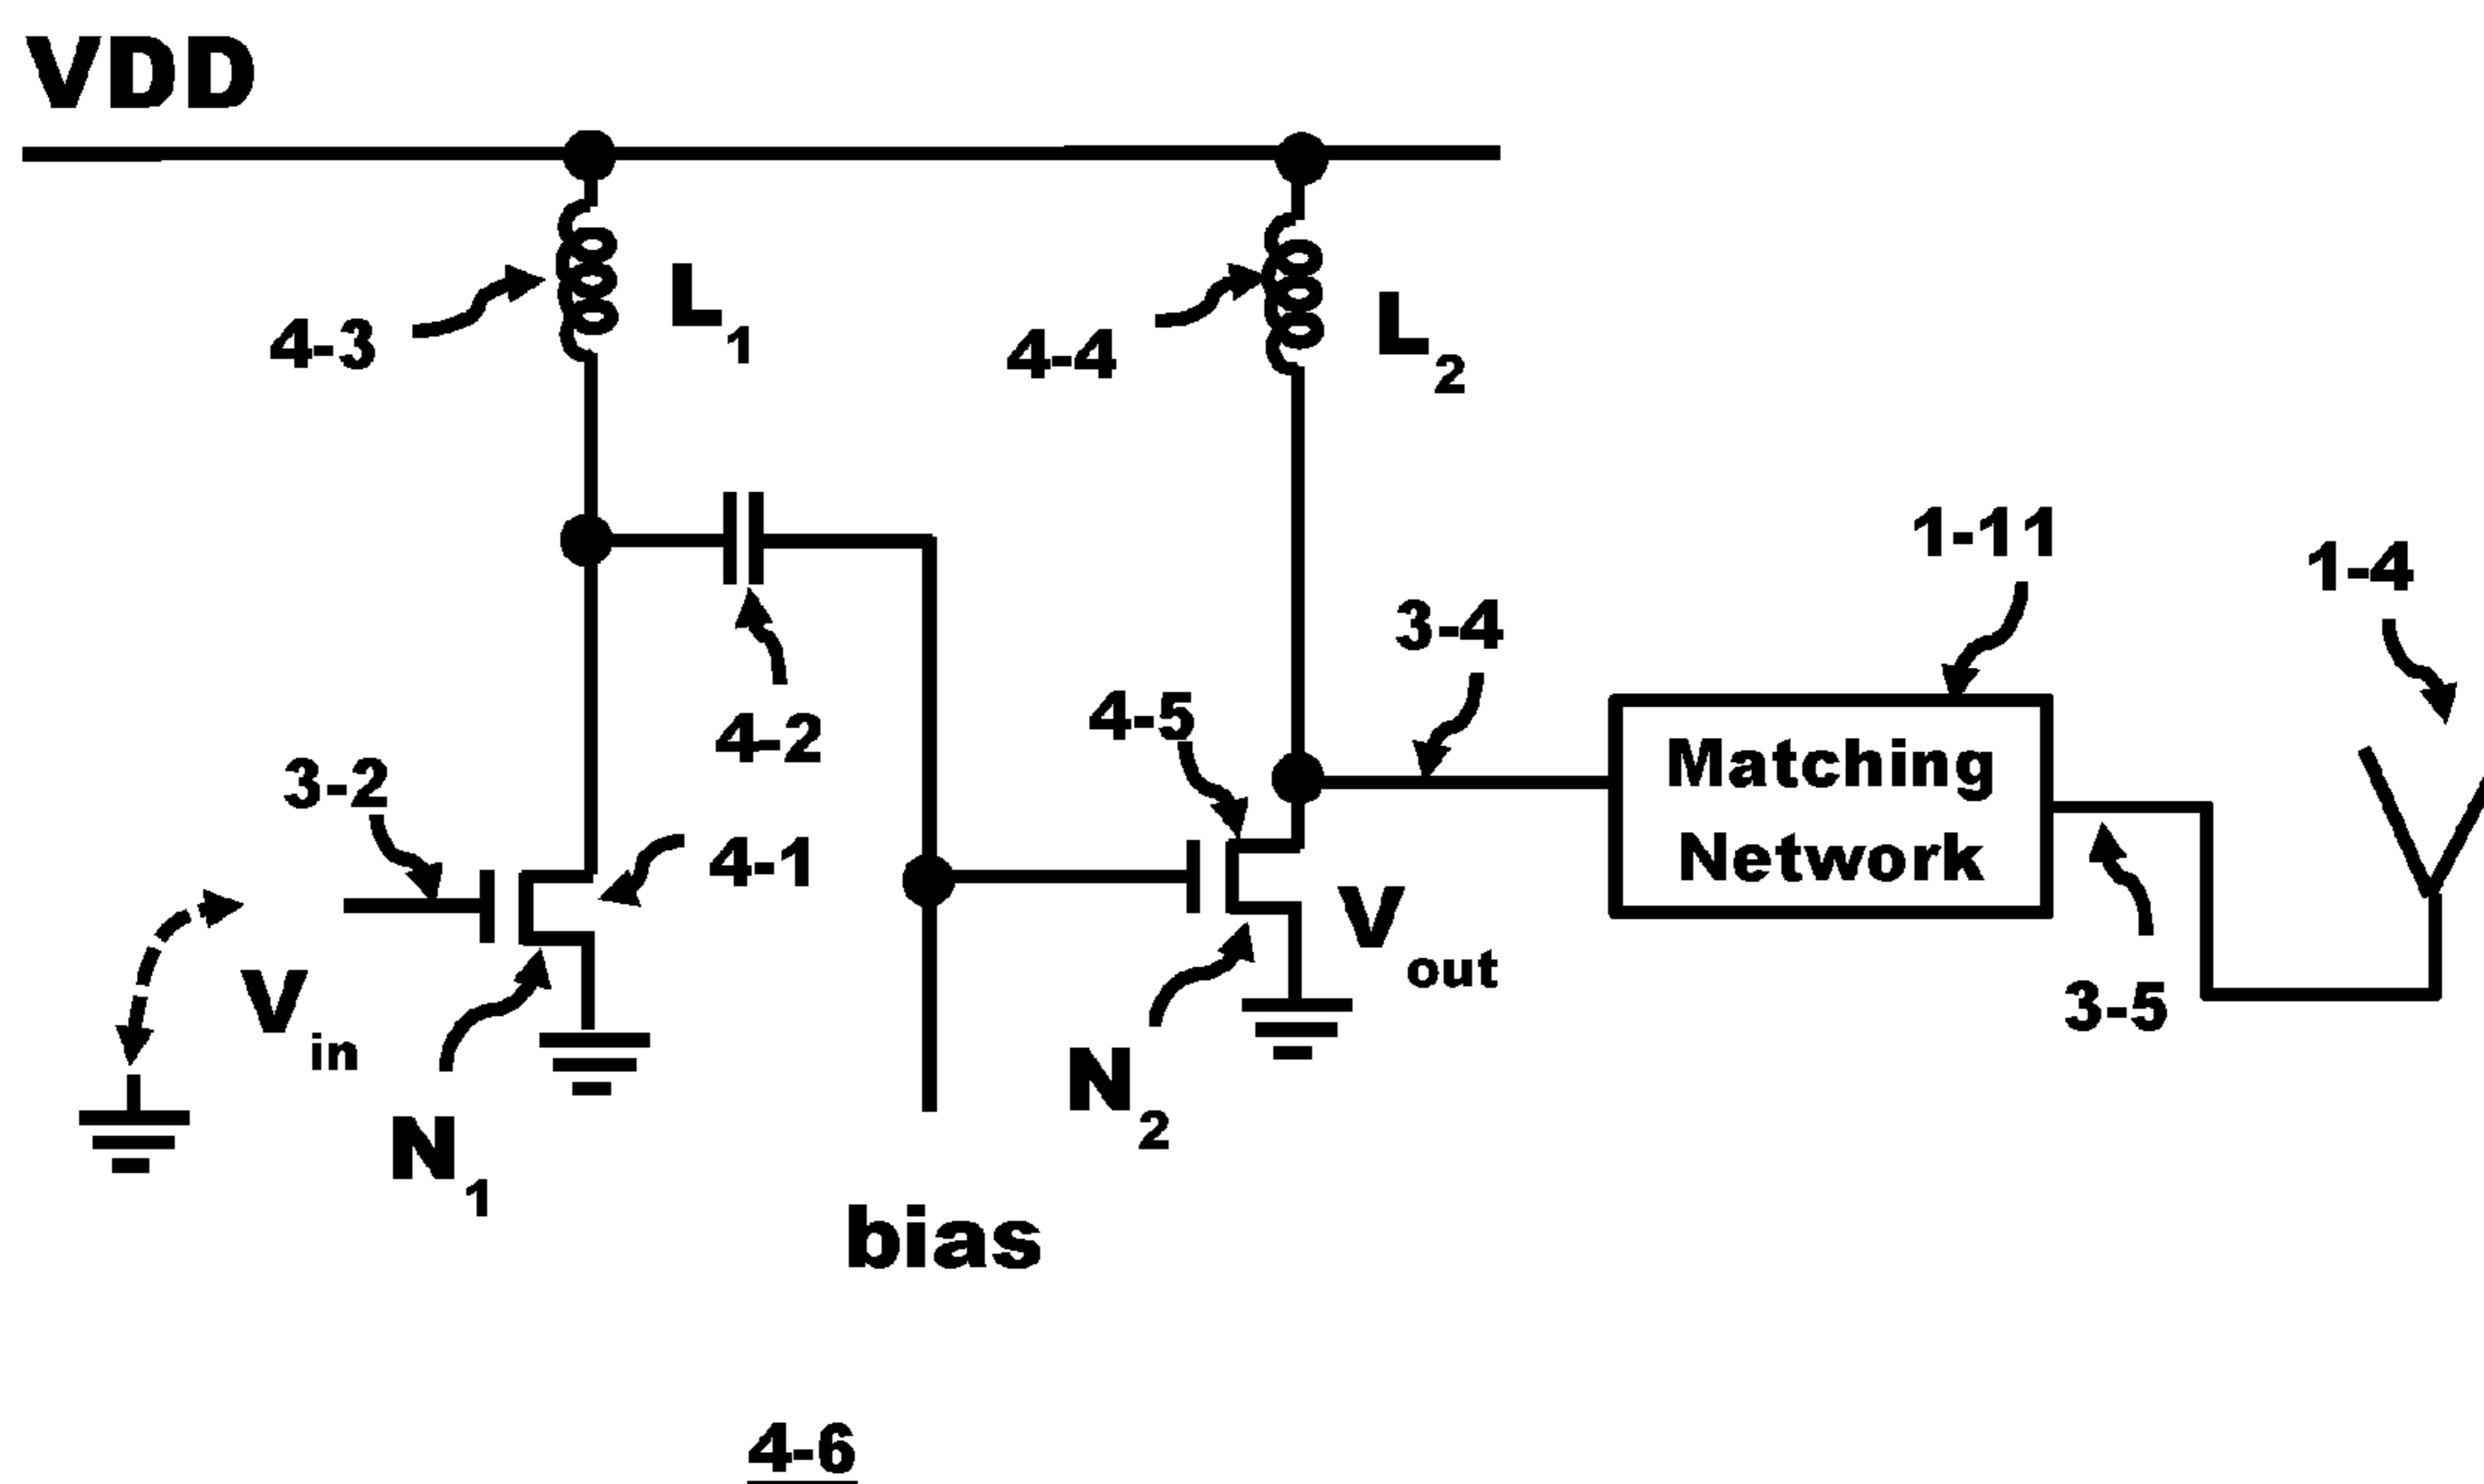 VDD
L1
4-3
L2
4-4
1-11
1-4
3-4
4-5
4-2
3-2
Matching
Network
4-1
Vout
Vin
3-5
N2
N1
bias
4-6